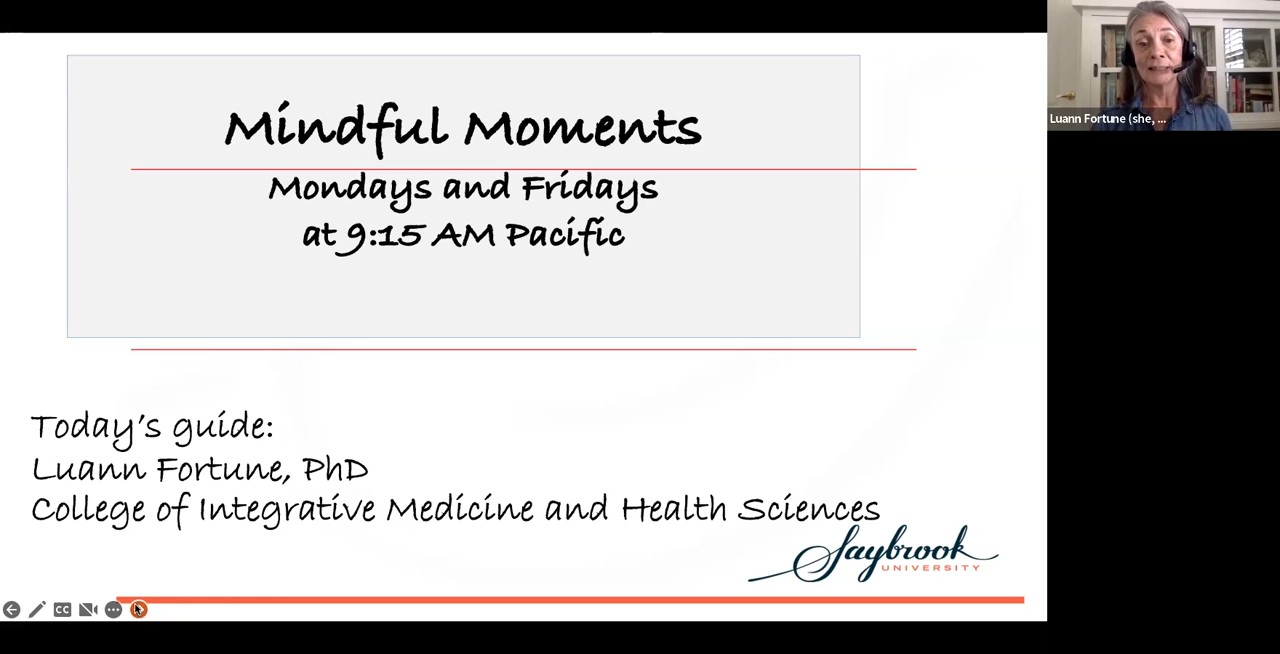 Mindful Moments
Mondays and Fridays
at 9:15 AM Pacific
Today's guide:
Luann Fortune, PhD
College of Integrative Medicine and Health Sciences
Saybrook
UNIVERSITY
CC
Luann Fortune (she, ...